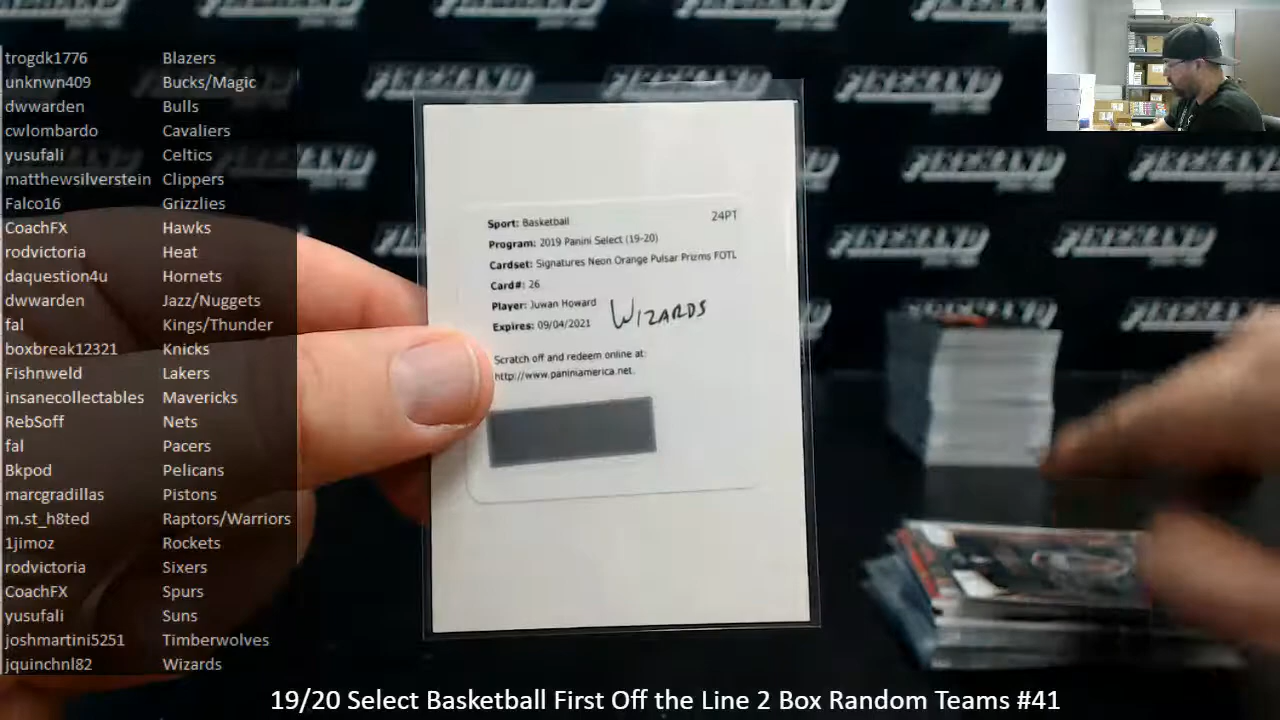 trogdk1776 Blazers
unknwn409 Bucks/Magic
dwwarden Bulls
cwlombardo Cavaliers
yusufali Celtics
matthewsilverstein Clippers
Falco16 Grizzlies
CoachFX Hawks
rodvictoria Heat
daquestion4u Hornets
dwwarden Jazz/Nuggets
fal Kings/Thunder
boxbreak12321 Knicks
Fishnweld Lakers
insanecollectables Mavericks
RebSoff Nets
fal Pacers
Bkpod Pelicans
marcgradillas Pistons
m.st_h8ted Raptors/Warriors
1jimoz Rockets
rodvictoria Sixers
CoachFX Spurs
yusufali Suns
joshmartini5251 Timberwolves
jquinchnl82 Wizards
Sport: Basketball 24PT
Program: 2019 Panini Select (19-20)
Cardset: Signatures Neon Orange Pulsar Prizms FOTL
Card#: 26
Player: Juwan Howard
Expires: 09/04/2021 WIZARDS
Scratch off and redeem online at:
http://www.paniniamerica.net.
19/20 Select Basketball First Off the Line 2 Box Random Teams #41